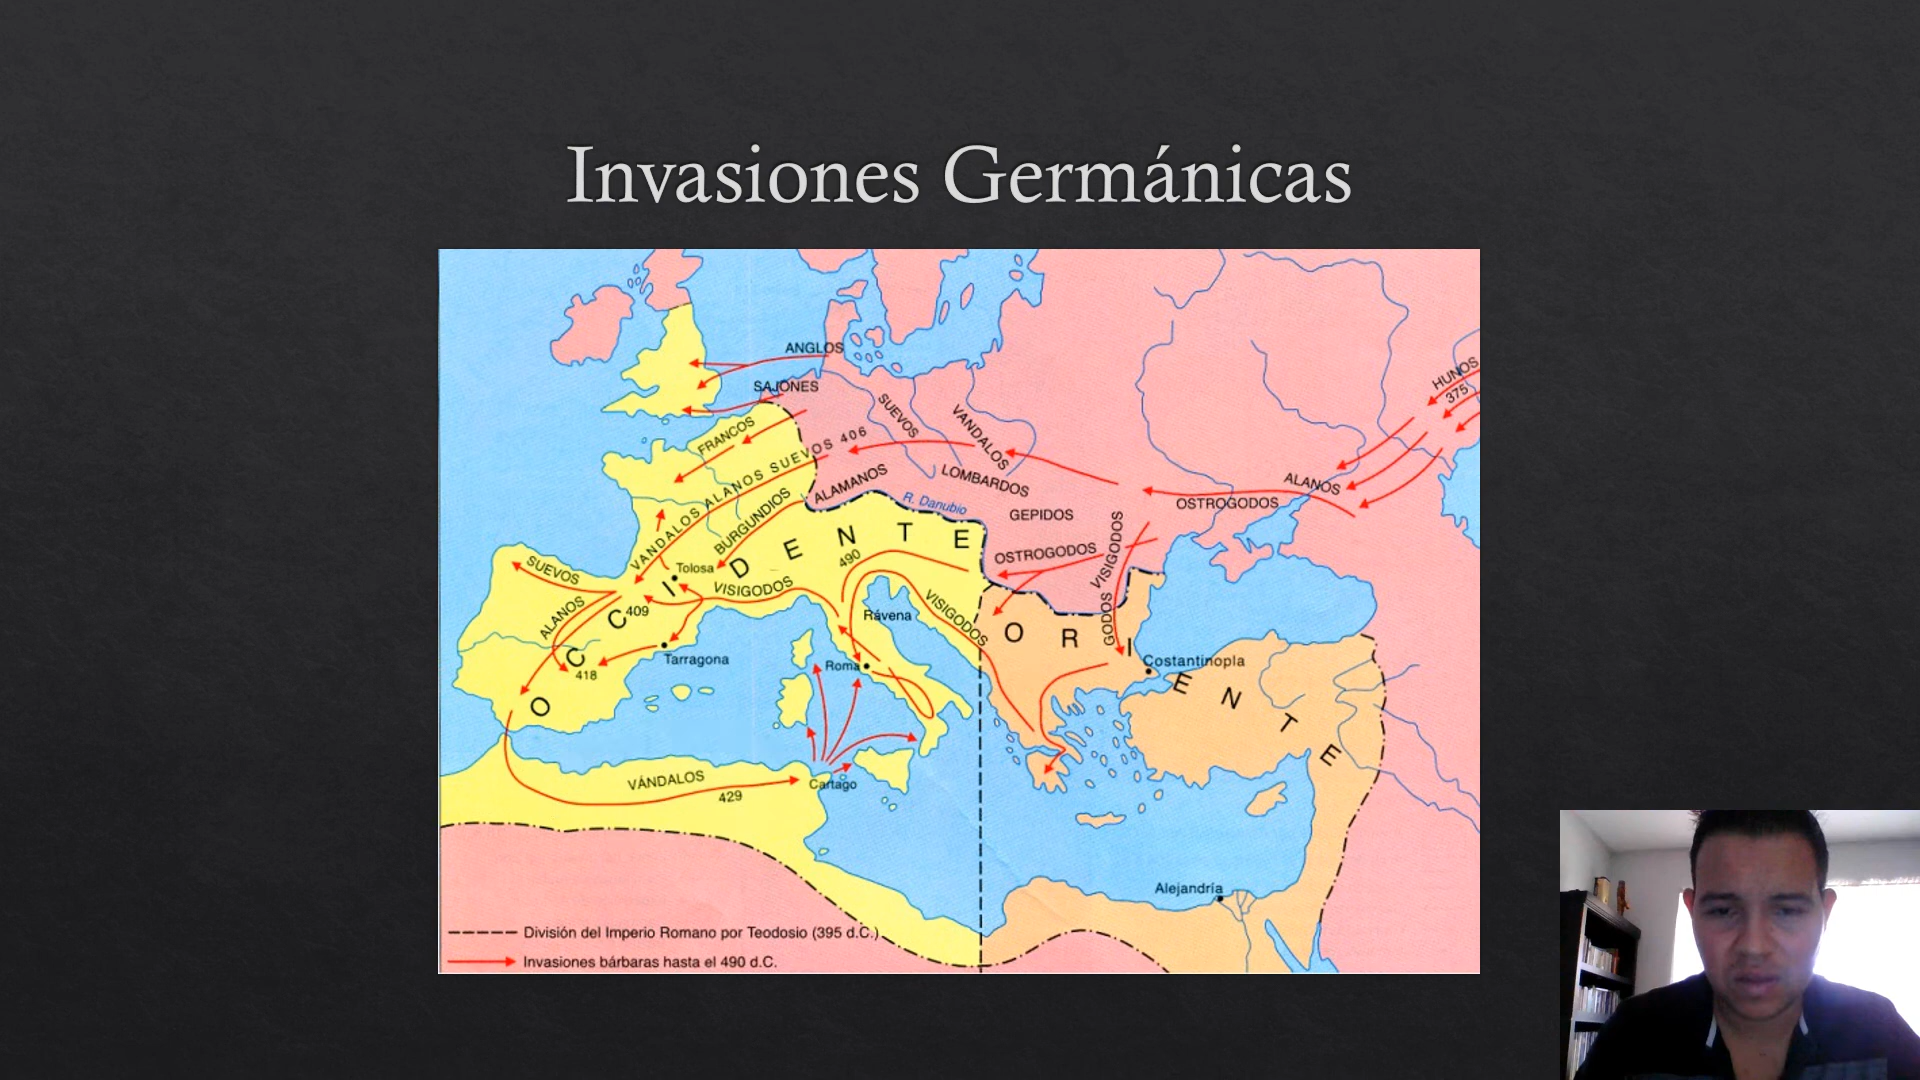 Invasiones Germánicas
ANGLOS
SAJONES
HUNOS
375
FRANCOS
SUEVOS
VANDALOS
VANDALOS ALANOS SUEVOS 406
ALAMANOS
LOMBARDOS
ALANOS
R. Danubio
OSTROGODOS
GEPIDOS
BURGUNDIOS
OCCIDENTE
490
OSTROGODOS
VISIGODOS
GODOS
SUEVOS
Tolosa
VISIGODOS
ALANOS
409
Rávena
VISIGODOS
ORIENTE
Tarragona
Roma
Costantinopla
418
VÁNDALOS
429
Cartago
Alejandría
División del Imperio Romano por Teodosio (395 d.C.)
Invasiones bárbaras hasta el 490 d.C.